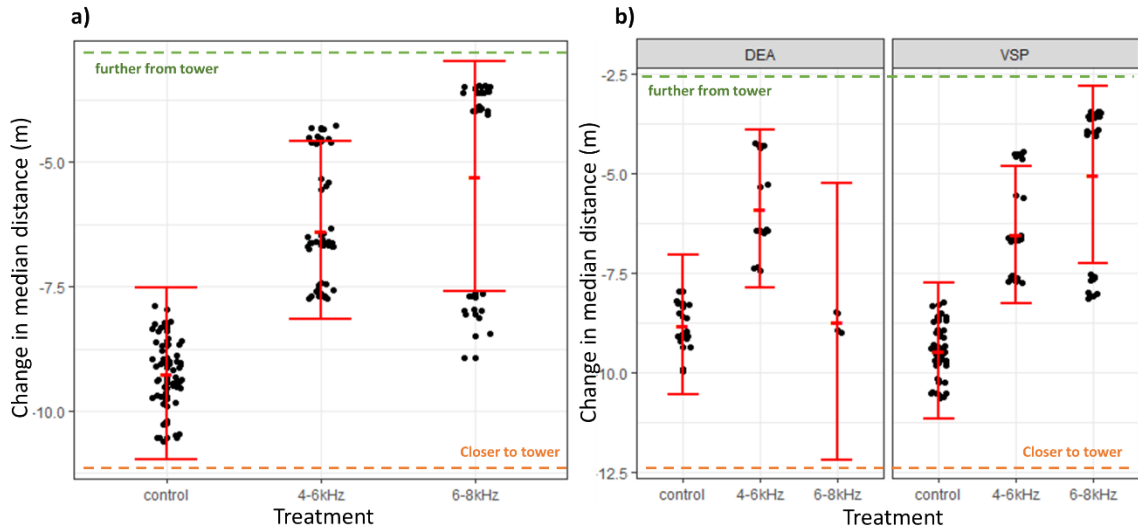 a)
further from tower
-5.0
-7.5
-10.0
Closer to tower
control
4-6kHz
6-8kHz
Treatment
Change in median distance (m)
b)
DEA
VSP
-2.5
further from tower
-5.0
-7.5
-10.0
Closer to tower
-12.5
control
4-6kHz
6-8kHz
control
4-6kHz
6-8kHz
Treatment
Change in median distance (m)